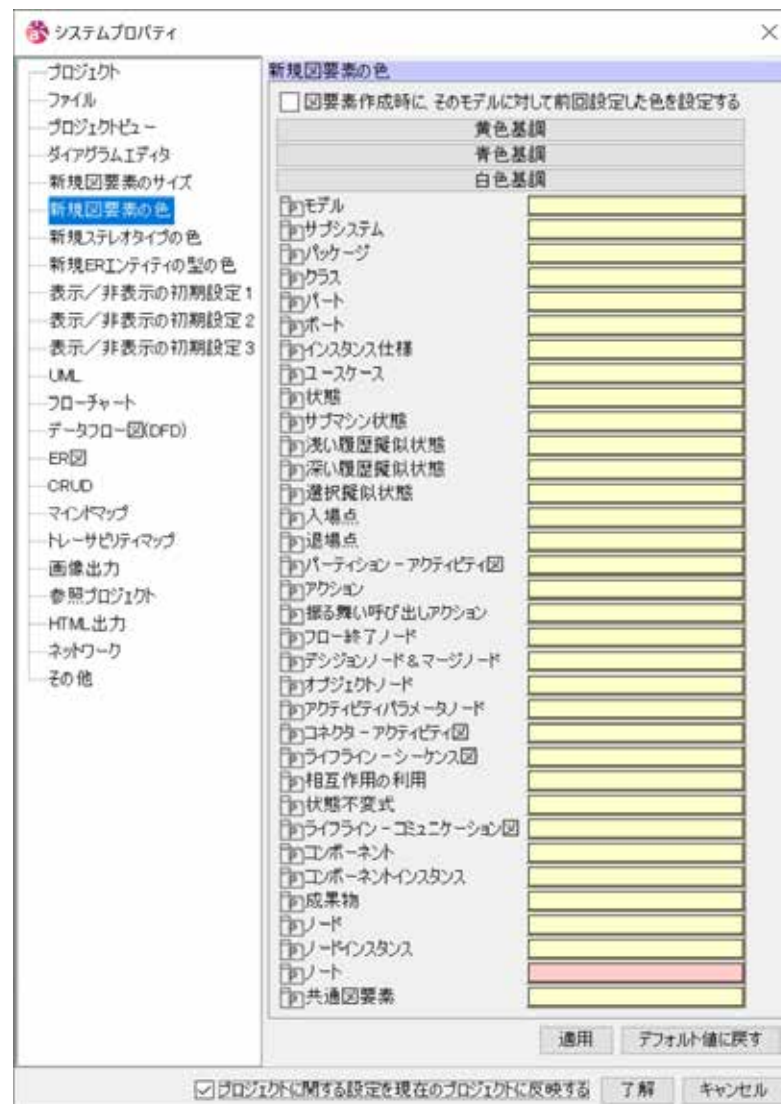 システムプロパティ
プロジェクト
ファイル
プロジェクトビュー
ダイアグラムエディタ
新規図要素のサイズ
新規図要素の色
新規ステレオタイプの色
新規ERエンティティの型の色
表示／非表示の初期設定1
表示／非表示の初期設定2
表示／非表示の初期設定3
UML
フローチャート
データフロー図(DFD)
ER図
CRUD
マインドマップ
トレーサビリティマップ
画像出力
参照プロジェクト
HTML出力
ネットワーク
その他
新規図要素の色
図要素作成時に、そのモデルに対して前回設定した色を設定する
黄色基調
青色基調
白色基調
モデル
サブシステム
パッケージ
クラス
パート
ポート
インスタンス仕様
ユースケース
状態
サブマシン状態
浅い履歴擬似状態
深い履歴擬似状態
選択擬似状態
入場点
退場点
パーティション - アクティビティ図
アクション
振る舞い呼び出しアクション
フロー終了ノード
デシジョンノード＆マージノード
オブジェクトノード
アクティビティパラメータノード
コネクタ - アクティビティ図
ライフライン - シーケンス図
相互作用の利用
状態不変式
ライフライン - コミュニケーション図
コンポーネント
コンポーネントインスタンス
成果物
ノード
ノードインスタンス
ノート
共通図要素
適用
デフォルト値に戻す
プロジェクトに関する設定を現在のプロジェクトに反映する
了解
キャンセル